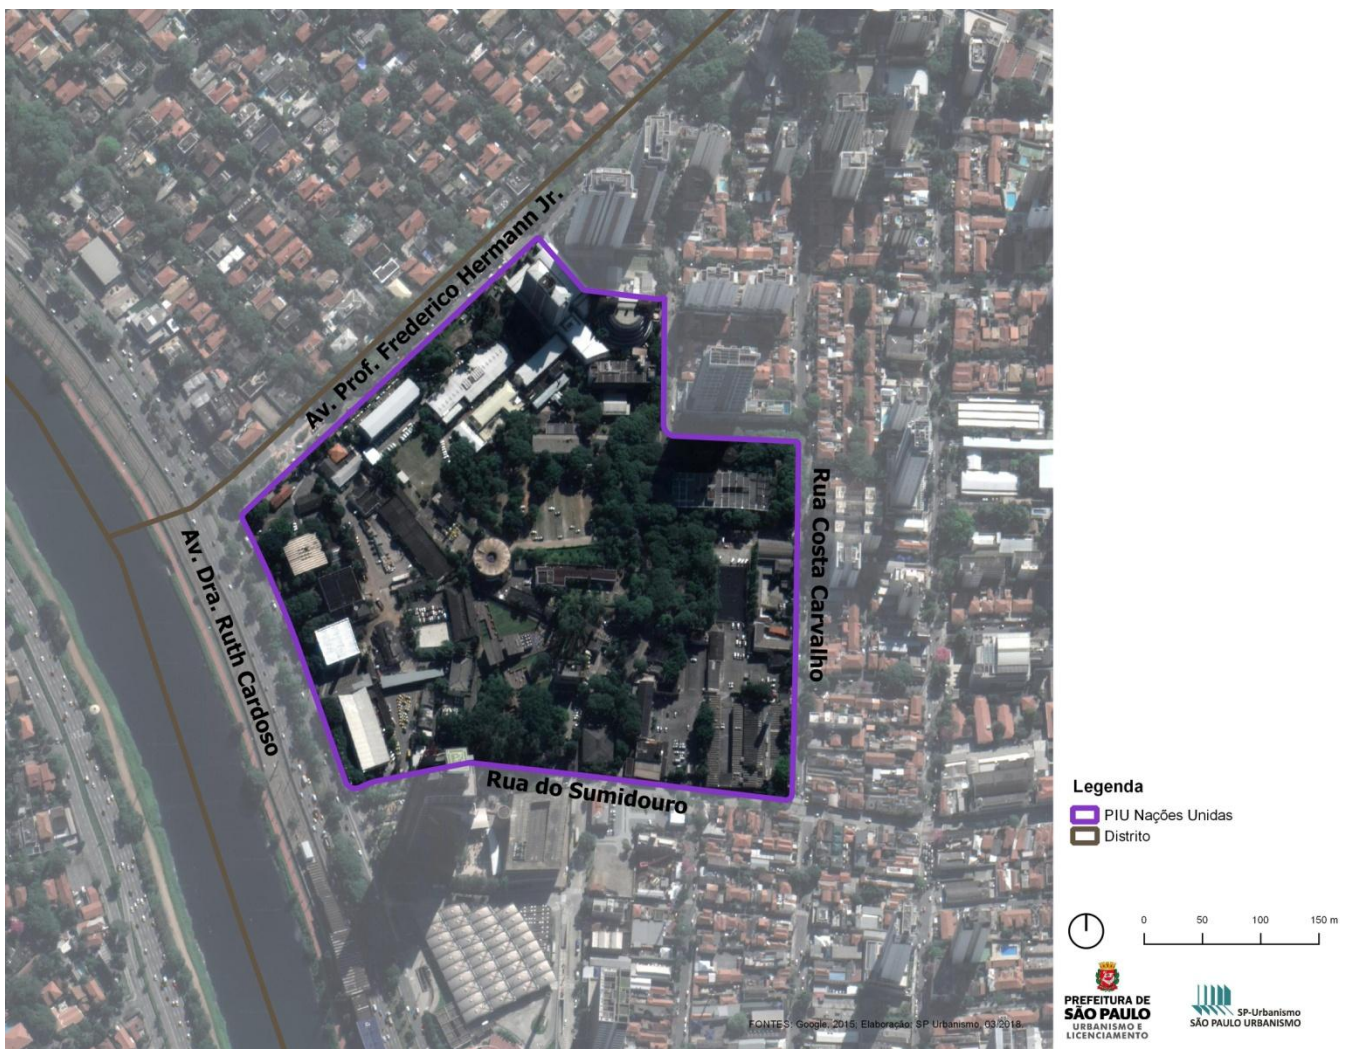 Av. Prof. Frederico Hermann Jr.
Rua Costa Carvalho
Av. Dra. Ruth Cardoso
Rua do Sumidouro
Legenda
PIU Nações Unidas
Distrito
0 50 100 150 m
PREFEITURA DE
SÃO PAULO
URBANISMO E
LICENCIAMENTO
SP-Urbanismo
SÃO PAULO URBANISMO
FONTES: Google, 2015; Elaboração: SP Urbanismo, 03/2018.